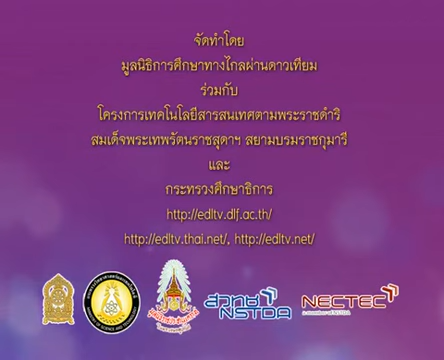 จัดทำโดย
มูลนิธิการศึกษาทางไกลผ่านดาวเทียม
ร่วมกับ
โครงการเทคโนโลยีสารสนเทศตามพระราชดำริ
สมเด็จพระเทพรัตนราชสุดาฯ สยามบรมราชกุมารี
และ
กระทรวงศึกษาธิการ
http://edltv.dlf.ac.th/
http://edltv.thai.net/, http://edltv.net/
สวทช
NSTDA
NECTEC